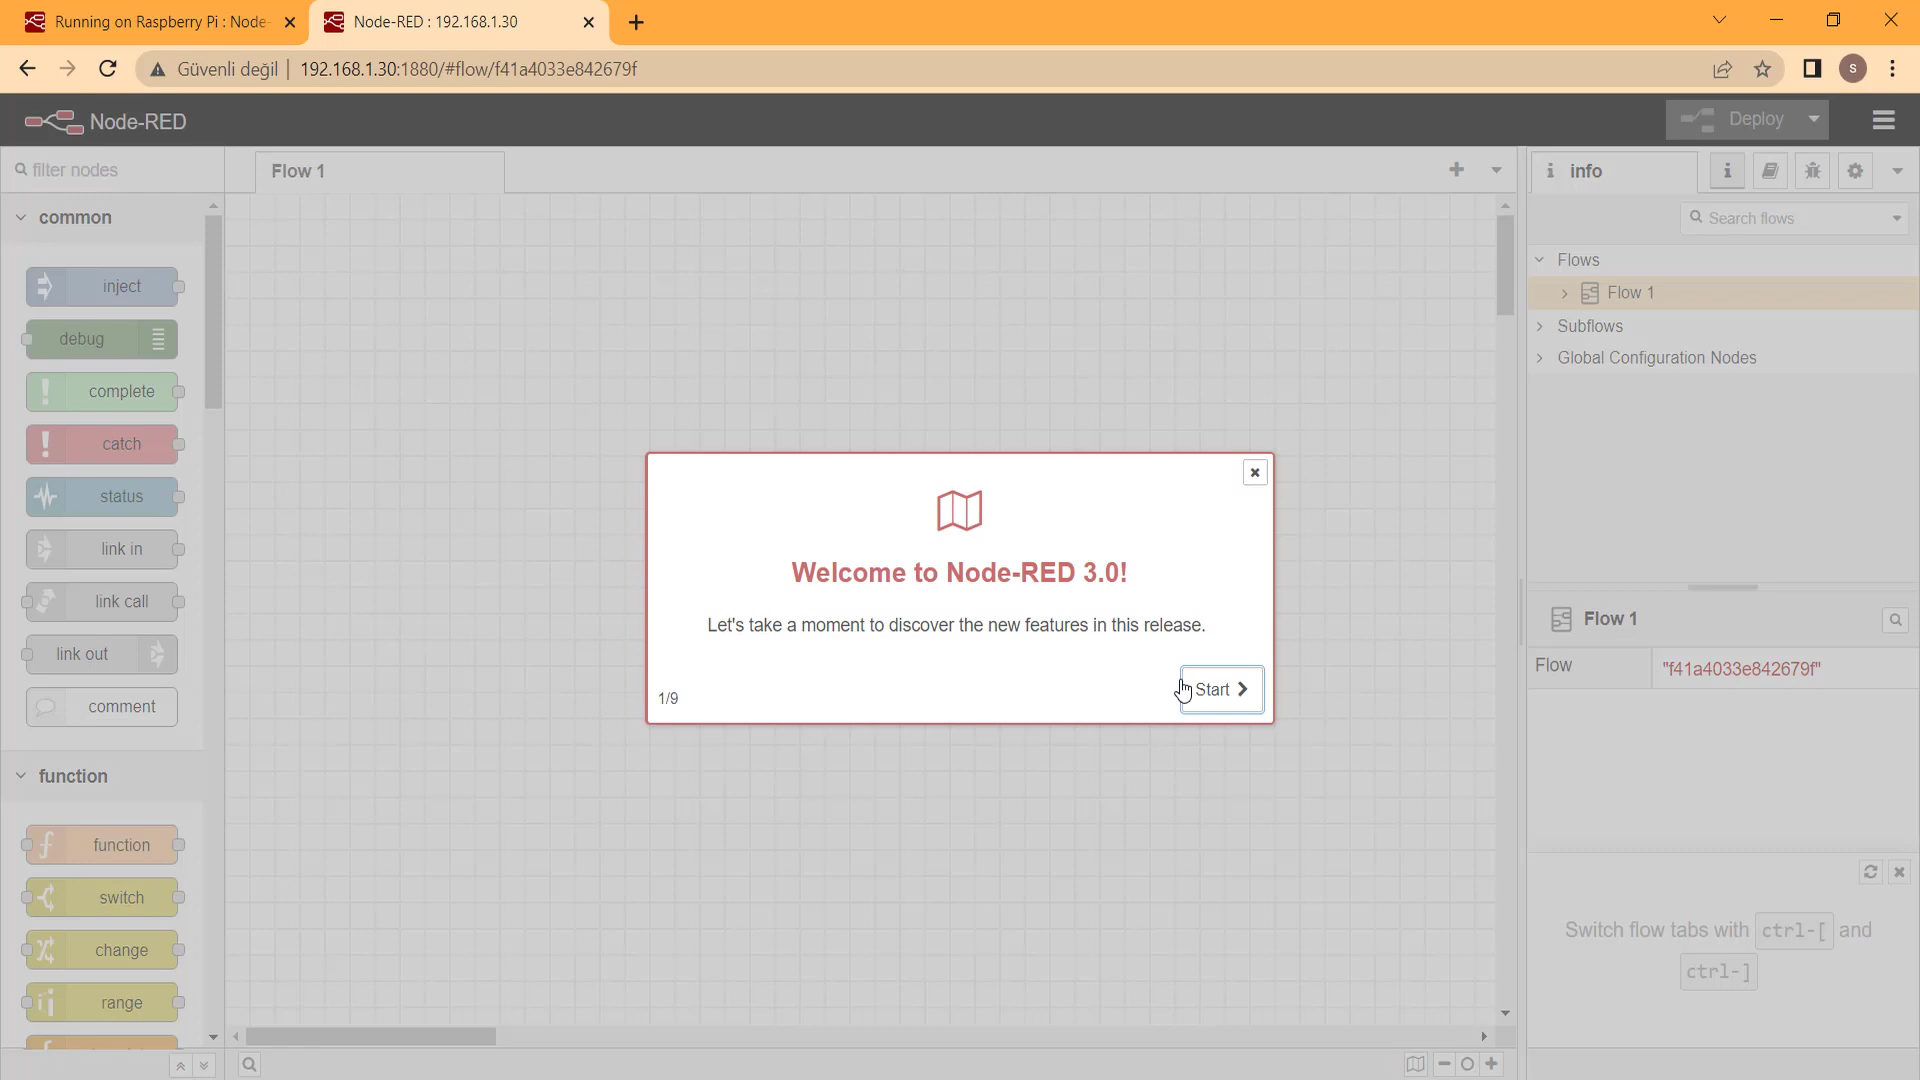 Running on Raspberry Pi : Node-
Node-RED : 192.168.1.30
Güvenli değil
192.168.1.30:1880/#flow/f41a4033e842679f
S
Node-RED
Deploy
filter nodes
Flow 1
info
common
Search flows
Flows
Flow 1
Subflows
Global Configuration Nodes
inject
debug
complete
catch
status
link in
link call
link out
comment
function
function
switch
change
range
Welcome to Node-RED 3.0!
Let's take a moment to discover the new features in this release.
1/9
Start
Flow 1
Flow
"f41a4033e842679f"
Switch flow tabs with ctrl-[ and
ctrl-]